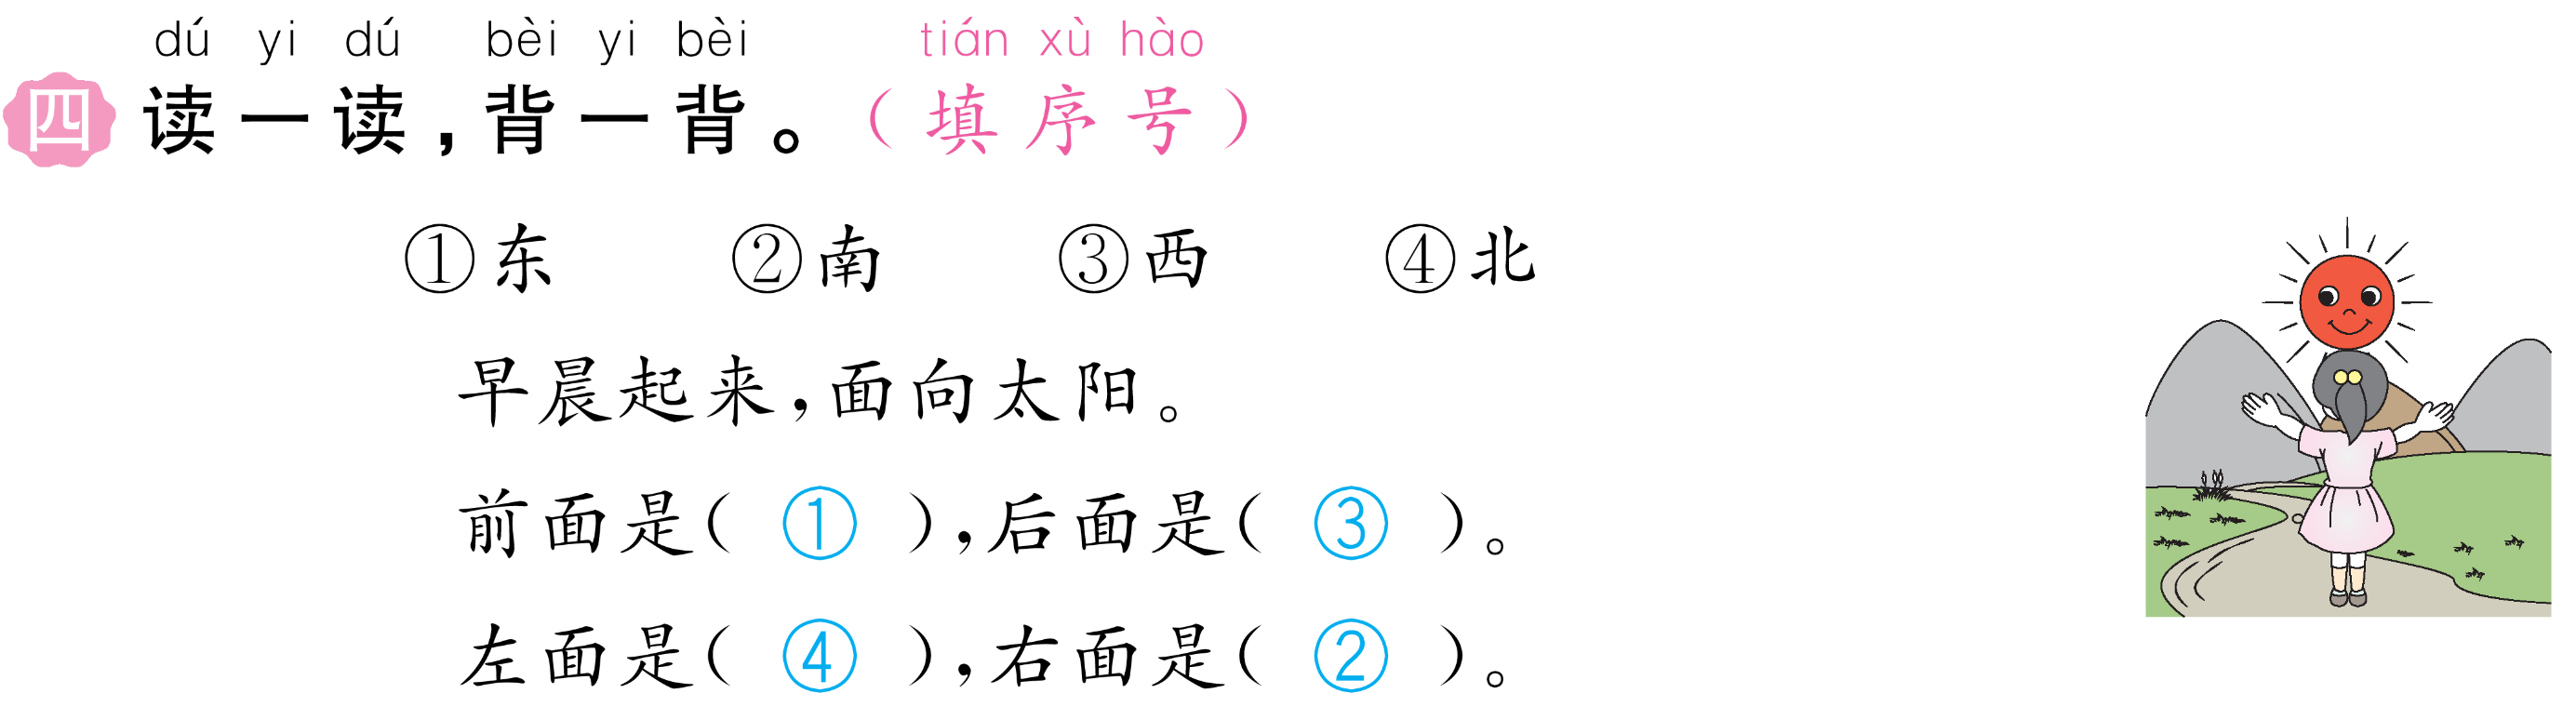 dú yi dú bèi yi bèi tián xù hào
四 读一读，背一背。（填序号）
①东 ②南 ③西 ④北
早晨起来，面向太阳。
前面是（ ① ），后面是（ ③ ）。
左面是（ ④ ），右面是（ ② ）。